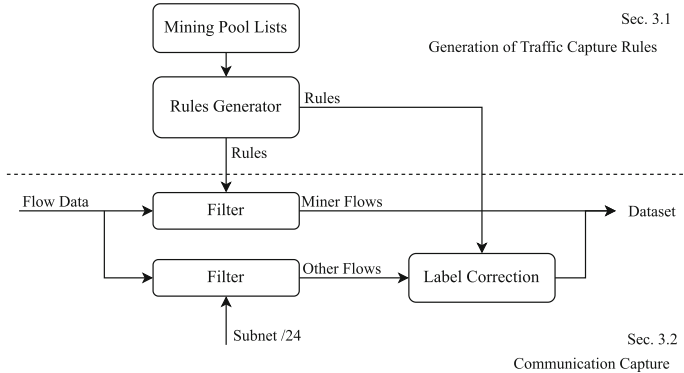 Mining Pool Lists
Sec. 3.1
Generation of Traffic Capture Rules
Rules Generator
Rules
Rules
Flow Data
Filter
Miner Flows
Dataset
Filter
Other Flows
Label Correction
Subnet /24
Sec. 3.2
Communication Capture